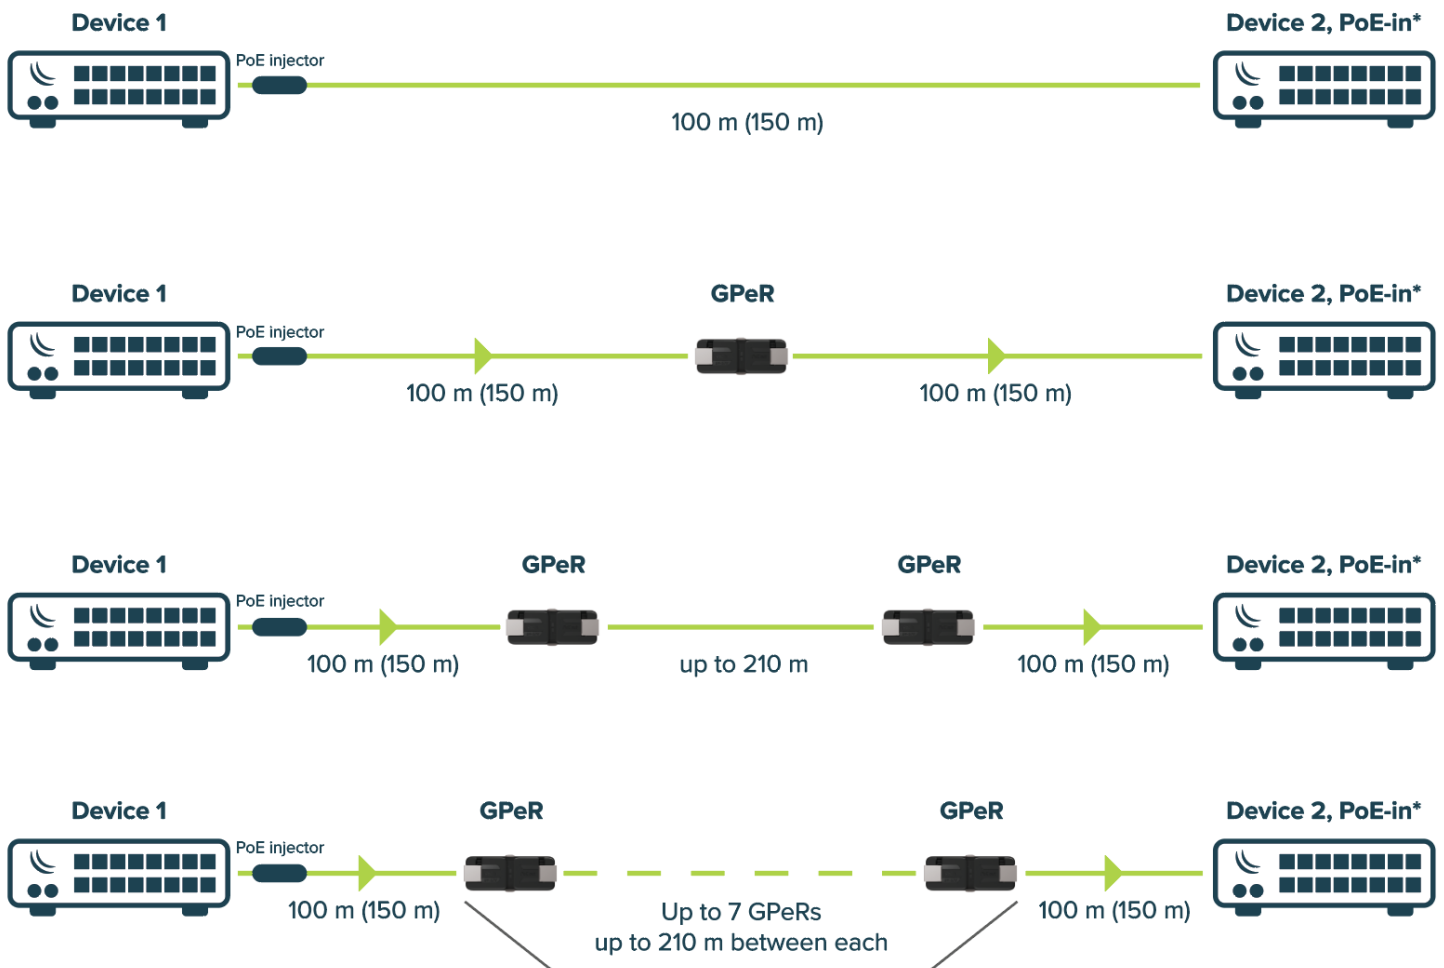 Device 1
Device 2, PoE-in*
PoE injector
100 m (150 m)
Device 1
GPeR
Device 2, PoE-in*
PoE injector
100 m (150 m)
100 m (150 m)
Device 1
GPeR
GPeR
Device 2, PoE-in*
PoE injector
100 m (150 m)
up to 210 m
100 m (150 m)
Device 1
GPeR
GPeR
Device 2, PoE-in*
PoE injector
100 m (150 m)
Up to 7 GPeRs
up to 210 m between each
100 m (150 m)